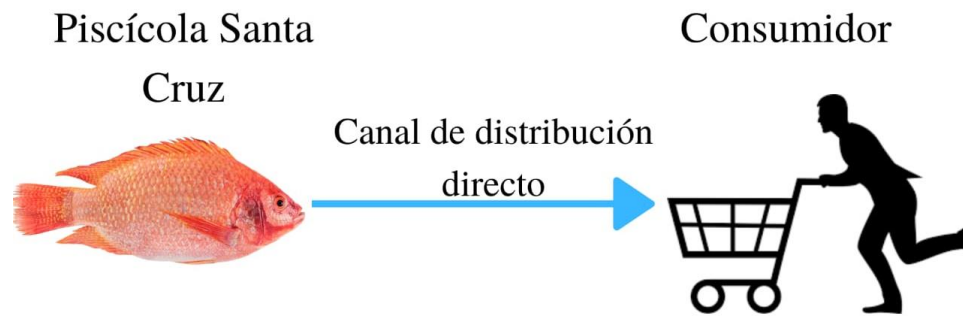 Piscícola Santa
Cruz
Canal de distribución
directo
Consumidor